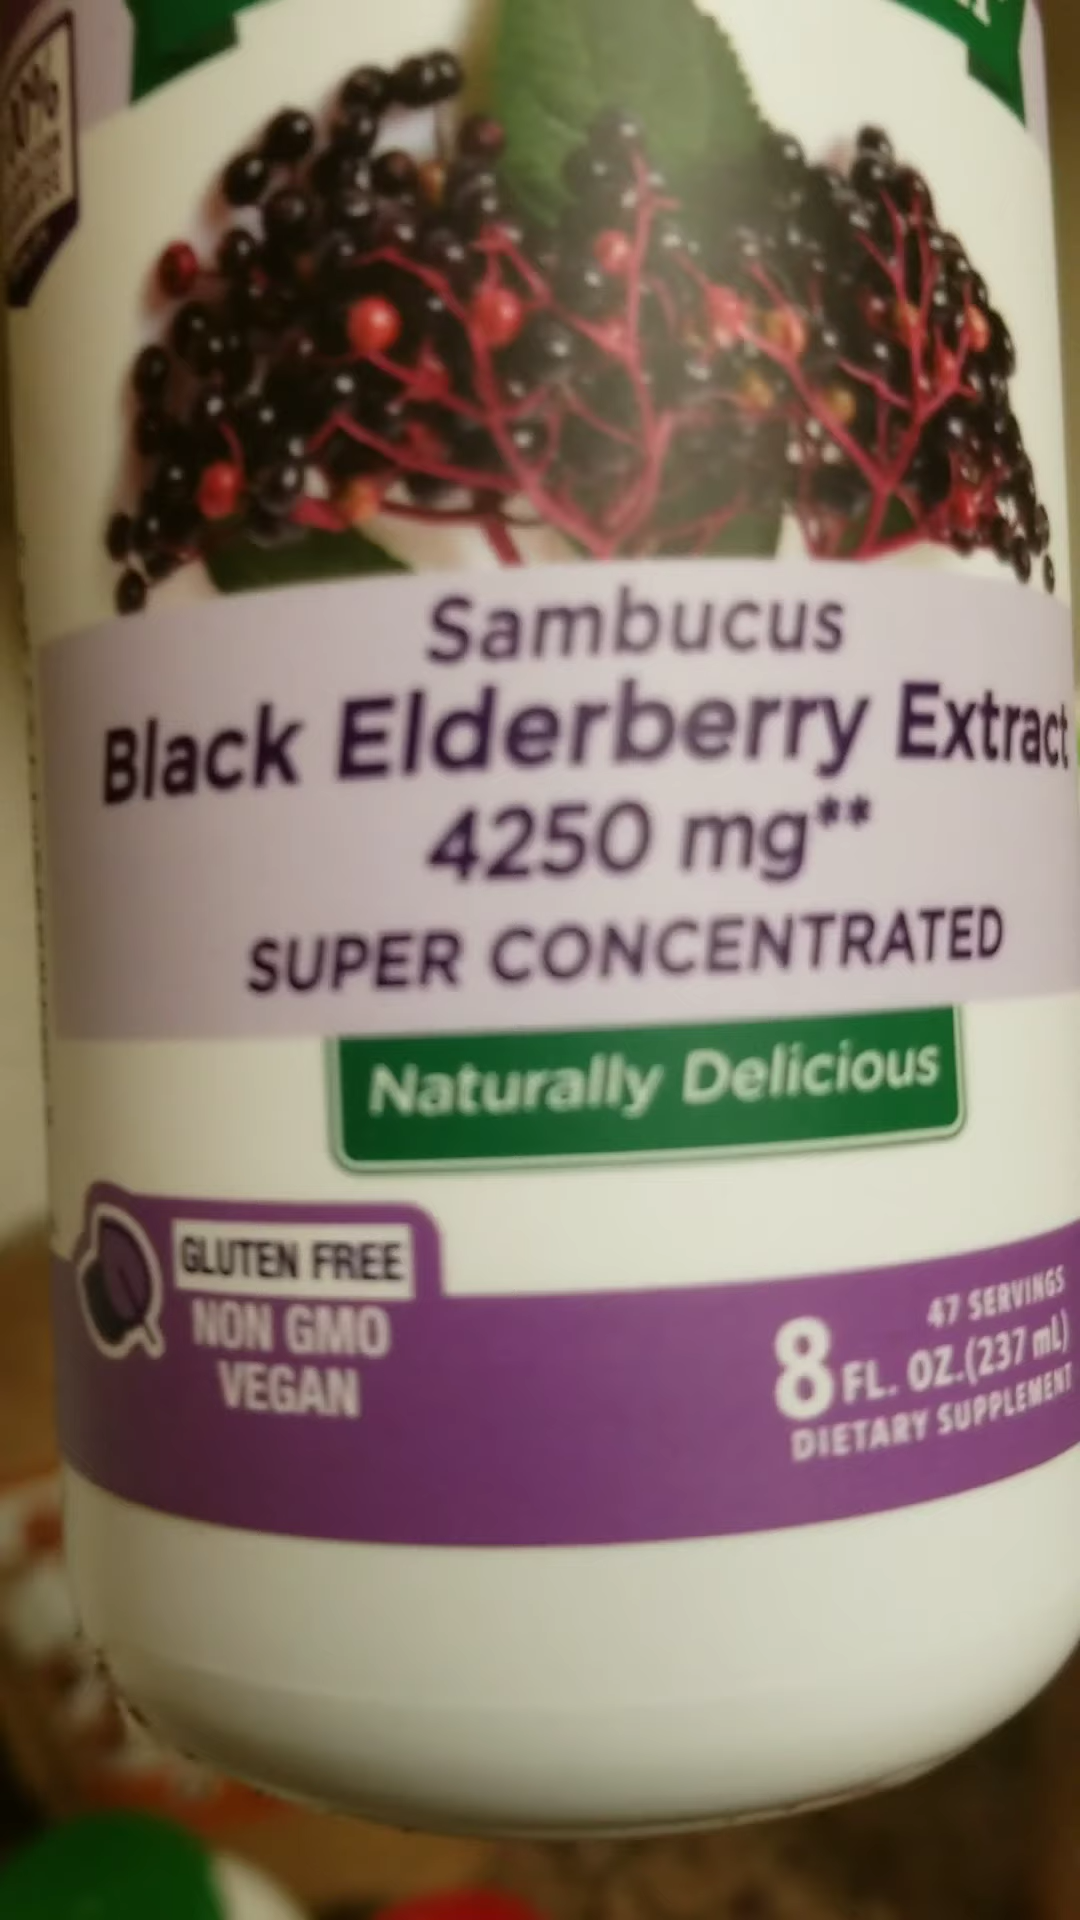 0%
Sambucus
Black Elderberry Extract
4250 mg**
SUPER CONCENTRATED
Naturally Delicious
GLUTEN FREE
NON GMO
VEGAN
47 SERVINGS
8 FL. OZ.(237 mL)
DIETARY SUPPLEMENT